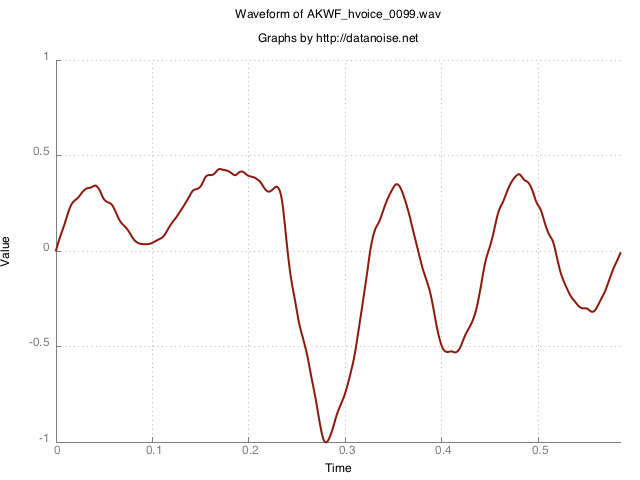 Waveform of AKWF_hvoice_0099.wav
Graphs by http://datanoise.net
1
0.5
0
-0.5
-1
Value
0 0.1 0.2 0.3 0.4 0.5
Time